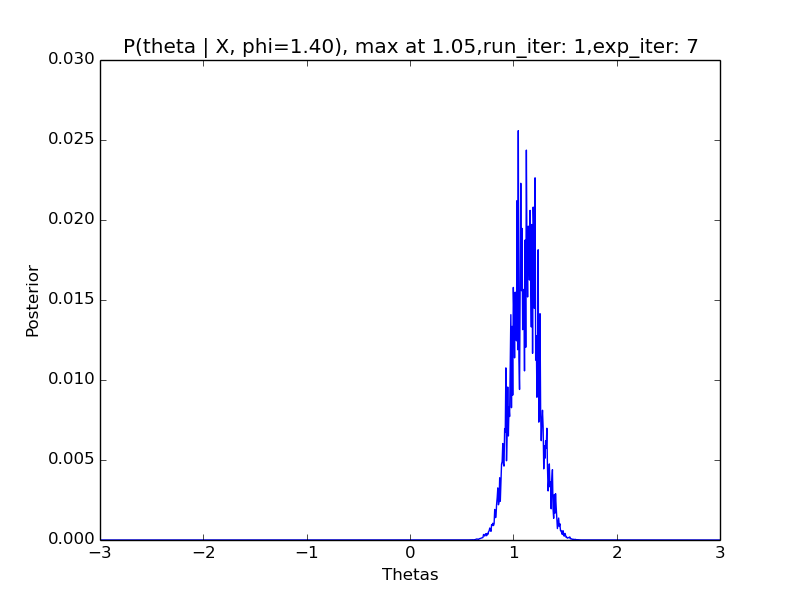 P(theta | X, phi=1.40), max at 1.05,run_iter: 1,exp_iter: 7
0.030
0.025
0.020
0.015
0.010
0.005
0.000
Posterior
−3 −2 −1 0 1 2 3
Thetas